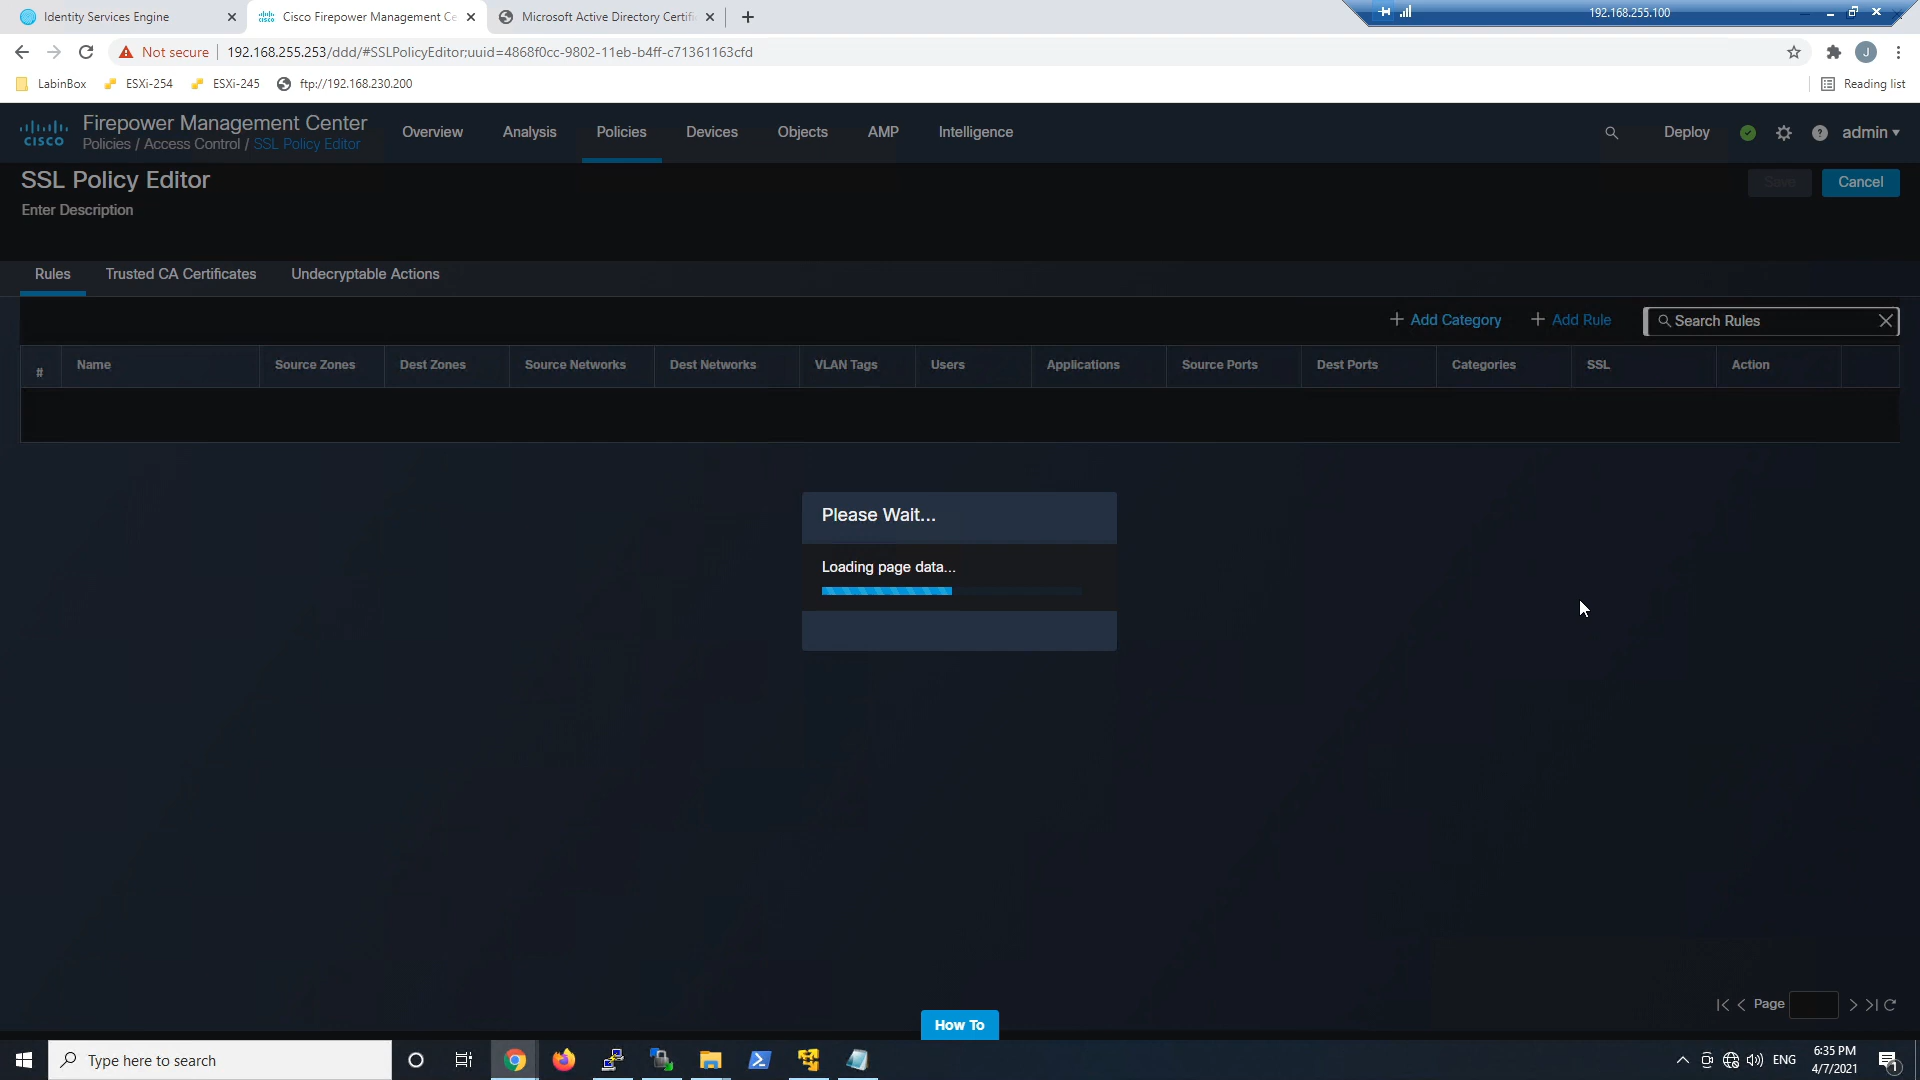 Identity Services Engine
Cisco Firepower Management Ce
Microsoft Active Directory Certifi
192.168.255.100
Not secure
192.168.255.253/ddd/#SSLPolicyEditor;uuid=4868f0cc-9802-11eb-b4ff-c71361163cfd
J
LabinBox
ESXi-254
ESXi-245
ftp://192.168.230.200
Reading list
cisco
Firepower Management Center
Policies / Access Control / SSL Policy Editor
Overview
Analysis
Policies
Devices
Objects
AMP
Intelligence
Deploy
admin
SSL Policy Editor
Enter Description
Save
Cancel
Rules
Trusted CA Certificates
Undecryptable Actions
+ Add Category
+ Add Rule
Search Rules
#
Name
Source Zones
Dest Zones
Source Networks
Dest Networks
VLAN Tags
Users
Applications
Source Ports
Dest Ports
Categories
SSL
Action
Please Wait...
Loading page data...
Page
How To
Type here to search
ENG
6:35 PM
4/7/2021
1